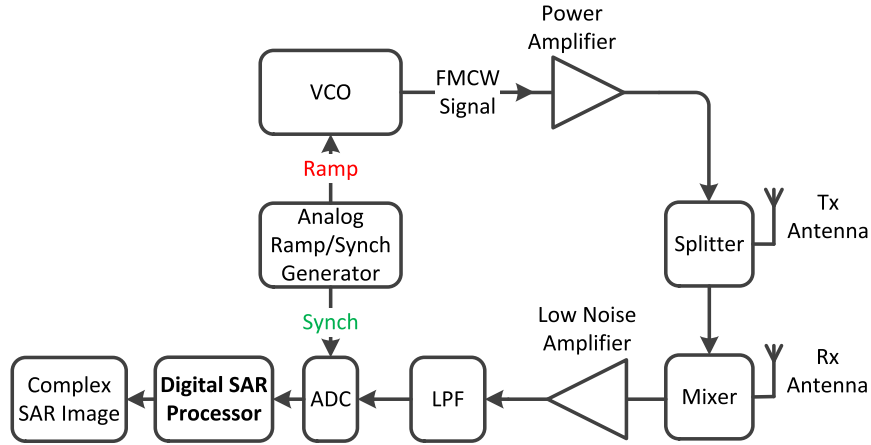 Power
Amplifier
VCO
FMCW
Signal
Ramp
Analog
Ramp/Synch
Generator
Splitter
Tx
Antenna
Synch
Low Noise
Amplifier
Complex
SAR Image
Digital SAR
Processor
ADC
LPF
Mixer
Rx
Antenna